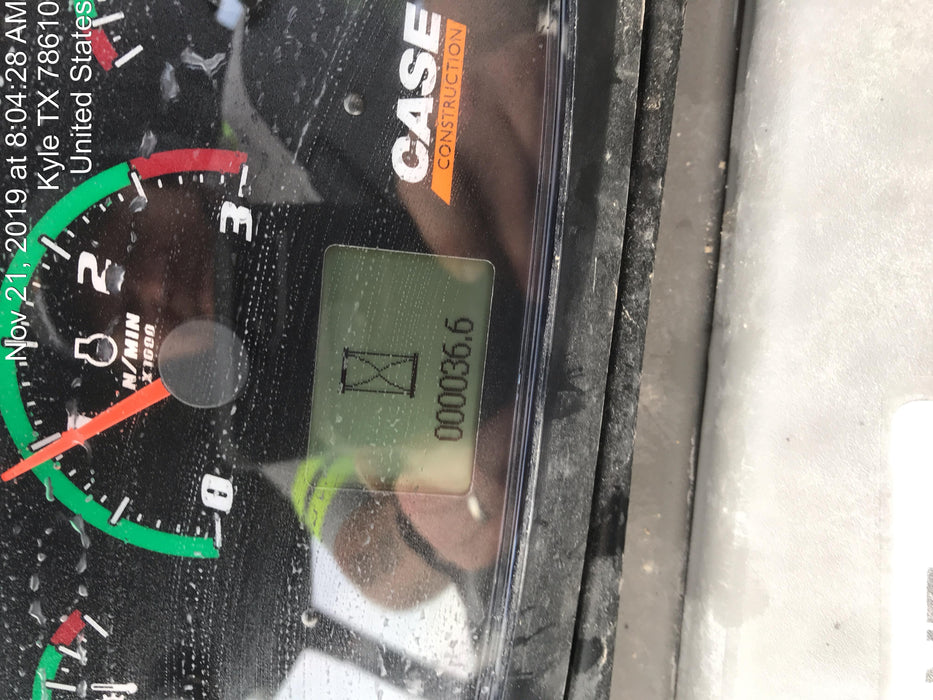 Nov 21, 2019 at 8:04:28 AM
Kyle TX 78610
United States
CASE
CONSTRUCTION
3
2
N/MIN
X1000
0
000036.6